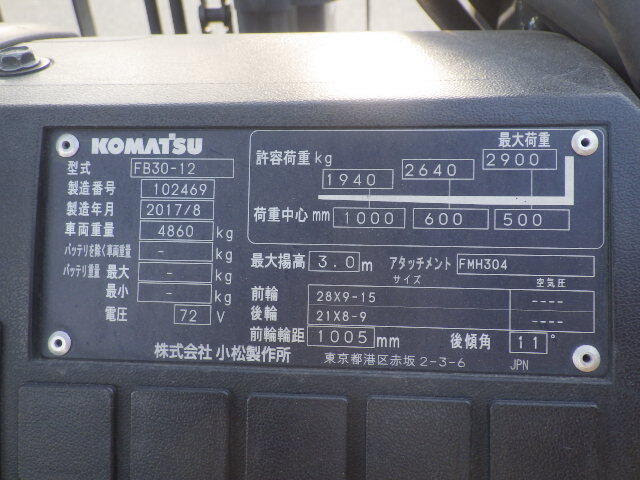 KOMATSU
型式 FB30-12
製造番号 102469
製造年月 2017/8
車両重量 4860 kg
バッテリを除く車両重量 - kg
バッテリ重量 最大 - kg
最小 - kg
電圧 72 V
最大荷重
許容荷重 kg 1940 2640 2900
荷重中心 mm 1000 600 500
最大揚高 3.0 m アタッチメント FMH304
サイズ 空気圧
前輪 28X9-15 ----
後輪 21X8-9 ----
前輪輪距 1005 mm 後傾角 11°
株式会社 小松製作所 東京都港区赤坂2-3-6 JPN